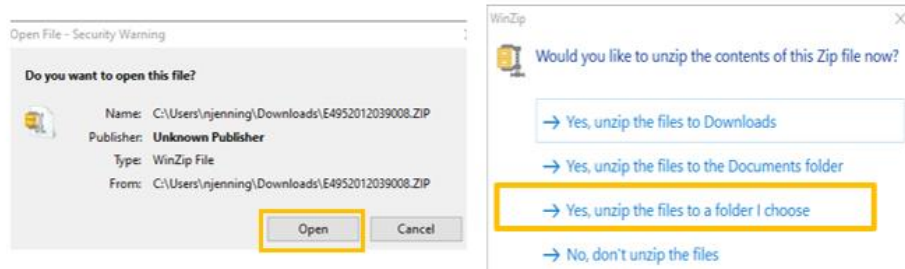 Open File - Security Warning
Do you want to open this file?
Name: C:\Users\njenning\Downloads\E4952012039008.ZIP
Publisher: Unknown Publisher
Type: WinZip File
From: C:\Users\njenning\Downloads\E4952012039008.ZIP
Open Cancel
WinZip
Would you like to unzip the contents of this Zip file now?
→ Yes, unzip the files to Downloads
→ Yes, unzip the files to the Documents folder
→ Yes, unzip the files to a folder I choose
→ No, don't unzip the files